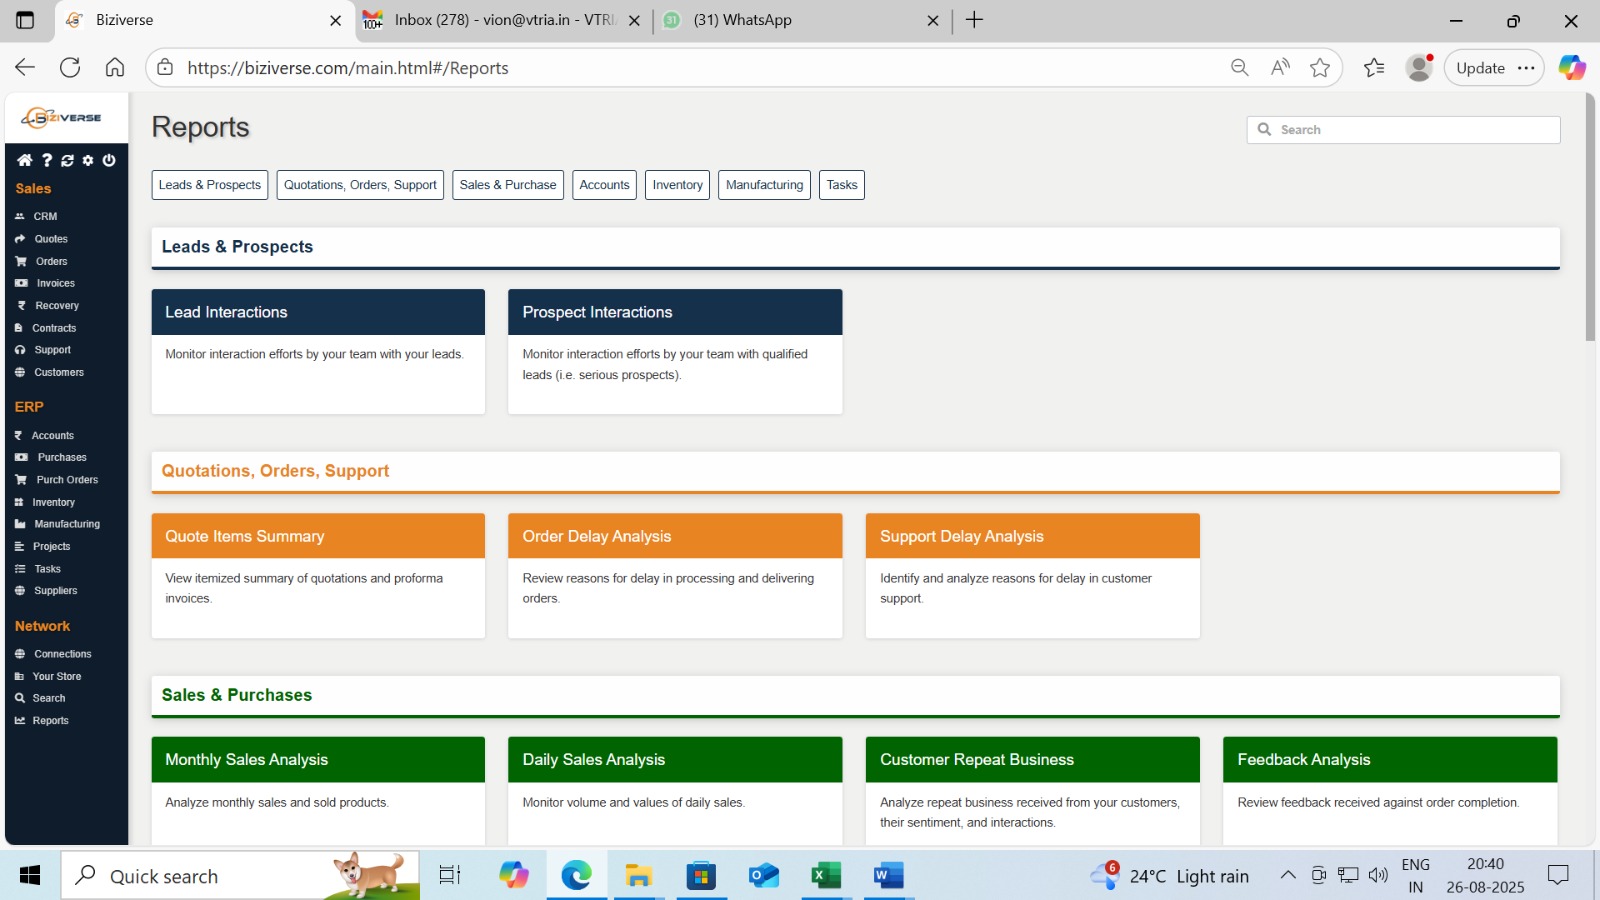 Biziverse
Inbox (278) - vion@vtria.in - VTRI
(31) WhatsApp
https://biziverse.com/main.html#/Reports
Update
BIZIVERSE
Reports
Search
Sales
CRM
Quotes
Orders
Invoices
Recovery
Contracts
Support
Customers
ERP
Accounts
Purchases
Purch Orders
Inventory
Manufacturing
Projects
Tasks
Suppliers
Network
Connections
Your Store
Search
Reports
Leads & Prospects
Quotations, Orders, Support
Sales & Purchase
Accounts
Inventory
Manufacturing
Tasks
Leads & Prospects
Lead Interactions
Monitor interaction efforts by your team with your leads.
Prospect Interactions
Monitor interaction efforts by your team with qualified
leads (i.e. serious prospects).
Quotations, Orders, Support
Quote Items Summary
View itemized summary of quotations and proforma
invoices.
Order Delay Analysis
Review reasons for delay in processing and delivering
orders.
Support Delay Analysis
Identify and analyze reasons for delay in customer
support.
Sales & Purchases
Monthly Sales Analysis
Analyze monthly sales and sold products.
Daily Sales Analysis
Monitor volume and values of daily sales.
Customer Repeat Business
Analyze repeat business received from your customers,
their sentiment, and interactions.
Feedback Analysis
Review feedback received against order completion.
Quick search
6
24°C Light rain
ENG
IN
20:40
26-08-2025